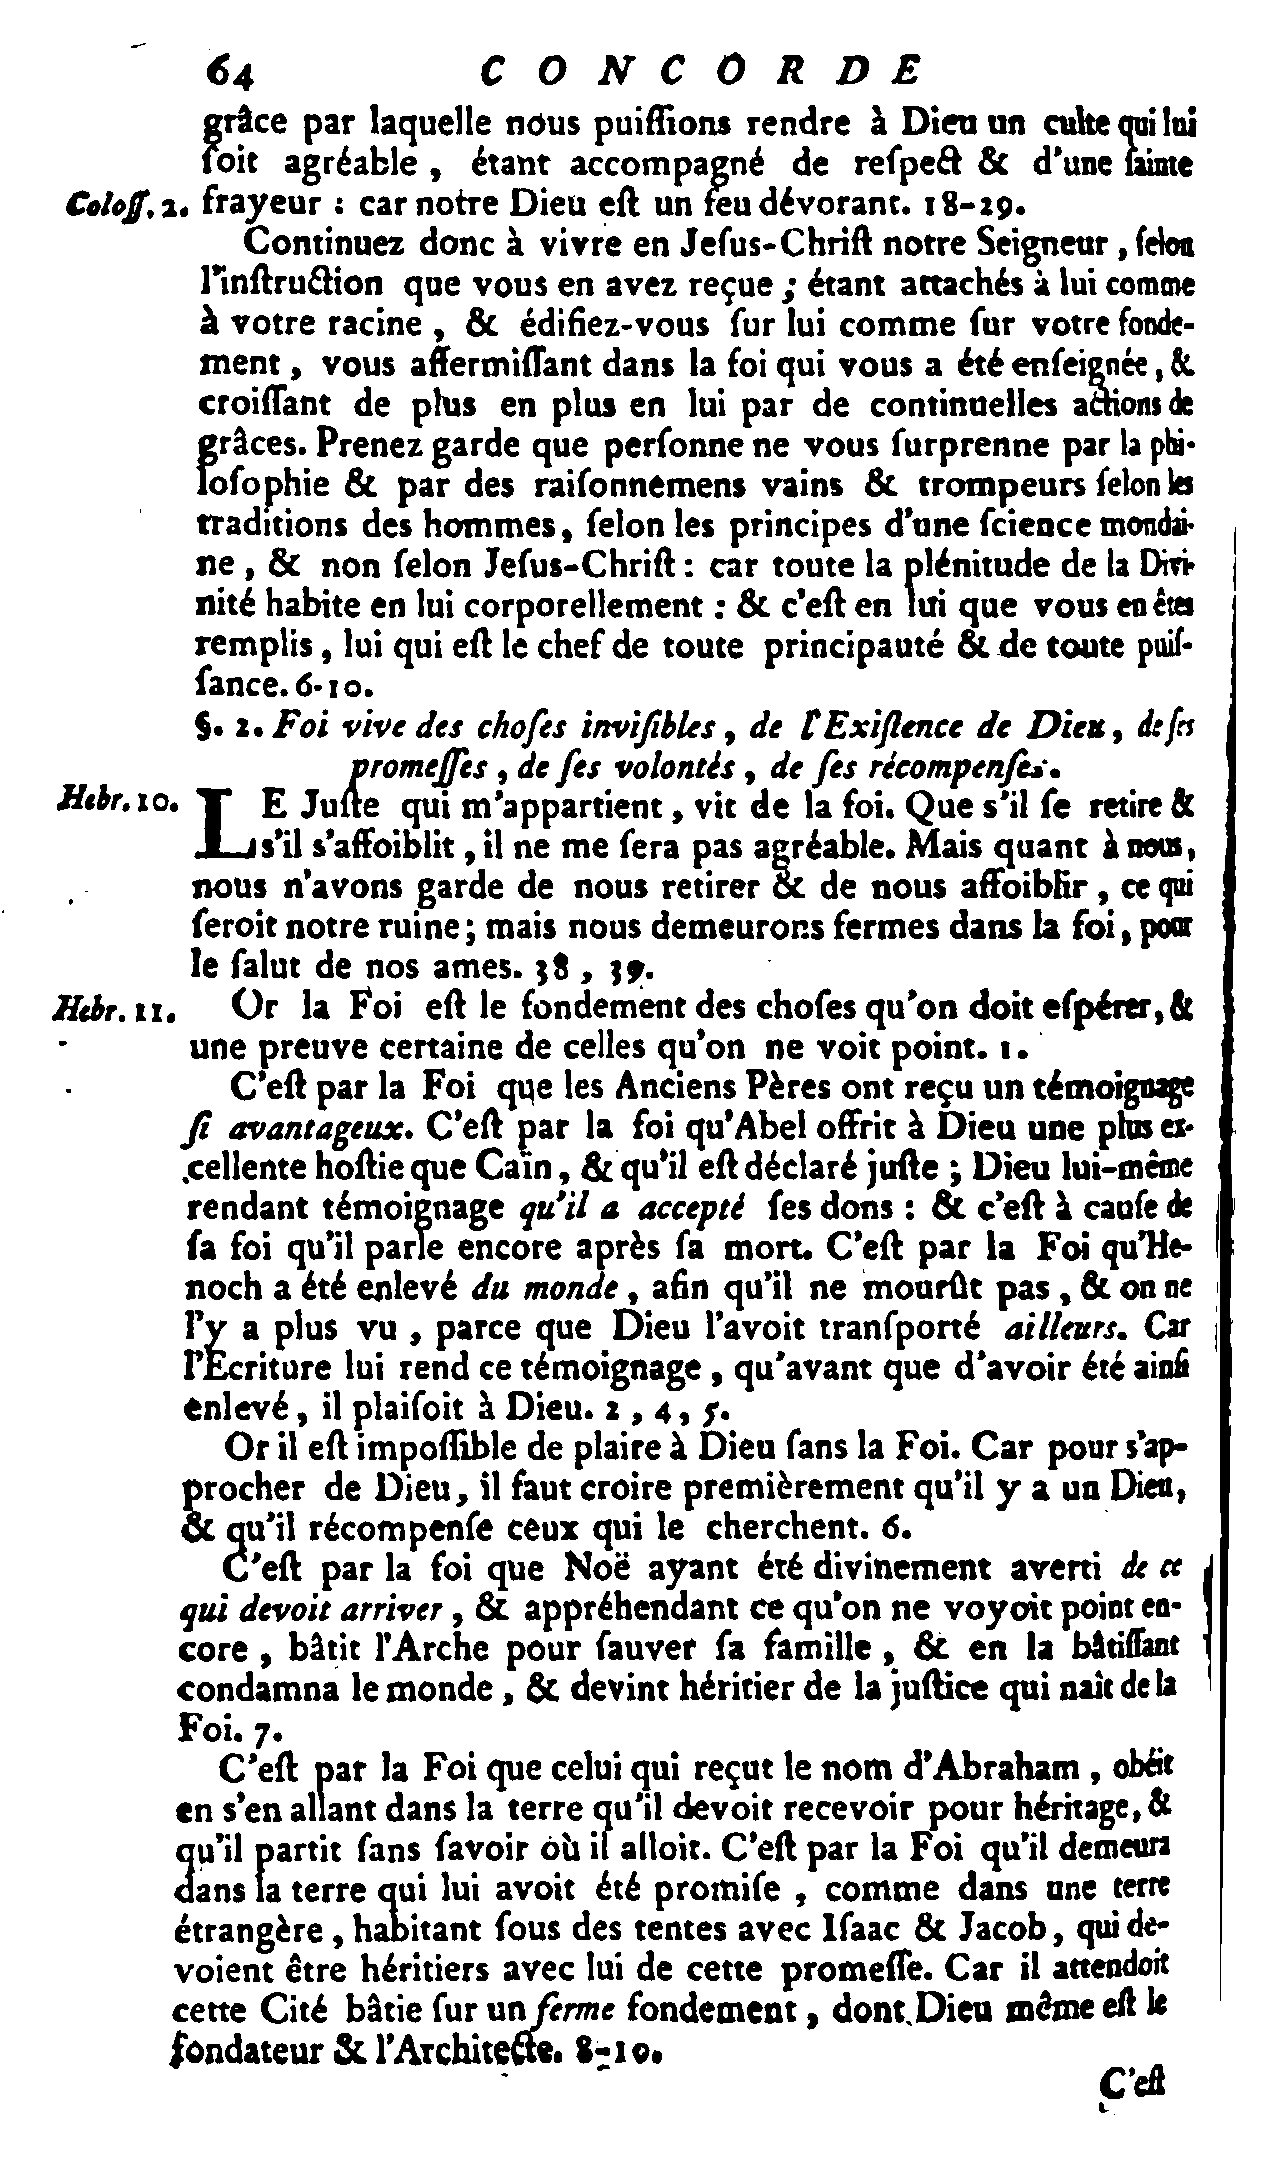 64 CONCORDE
grâce par laquelle nous puiſſions rendre à Dieu un culte qui lui
ſoit agréable, étant accompagné de reſpect & d'une ſainte
Coloſſ. 2. frayeur : car notre Dieu eſt un feu dévorant. 18-29.
Continuez donc à vivre en Jeſus-Chriſt notre Seigneur, ſelon
l'inſtruction que vous en avez reçue ; étant attachés à lui comme
à votre racine, & édifiez-vous ſur lui comme ſur votre fonde-
ment, vous affermiſſant dans la foi qui vous a été enſeignée, &
croiſſant de plus en plus en lui par de continuelles actions de
grâces. Prenez garde que perſonne ne vous ſurprenne par la phi-
loſophie & par des raiſonnemens vains & trompeurs ſelon les
traditions des hommes, ſelon les principes d'une ſcience mondai-
ne, & non ſelon Jeſus-Chriſt : car toute la plénitude de la Divi-
nité habite en lui corporellement : & c'eſt en lui que vous en êtes
remplis, lui qui eſt le chef de toute principauté & de toute puiſ-
ſance. 6-10.
§. 2. Foi vive des choſes inviſibles, de l'Exiſtence de Dieu, de ſes
promeſſes, de ſes volontés, de ſes récompenſes.
Hebr. 10. LE Juſte qui m'appartient, vit de la foi. Que s'il ſe retire &
s'il s'affoiblit, il ne me ſera pas agréable. Mais quant à nous,
nous n'avons garde de nous retirer & de nous affoiblir, ce qui
ſeroit notre ruine ; mais nous demeurons fermes dans la foi, pour
le ſalut de nos ames. 38, 39.
Hebr. 11. Or la Foi eſt le fondement des choſes qu'on doit eſpérer, &
une preuve certaine de celles qu'on ne voit point. 1.
C'eſt par la Foi que les Anciens Pères ont reçu un témoignage
ſi avantageux. C'eſt par la foi qu'Abel offrit à Dieu une plus ex-
cellente hoſtie que Caïn, & qu'il eſt déclaré juſte ; Dieu lui-même
rendant témoignage qu'il a accepté ſes dons : & c'eſt à cauſe de
ſa foi qu'il parle encore après ſa mort. C'eſt par la Foi qu'He-
noch a été enlevé du monde, afin qu'il ne mourût pas, & on ne
l'y a plus vu, parce que Dieu l'avoit tranſporté ailleurs. Car
l'Ecriture lui rend ce témoignage, qu'avant que d'avoir été ainſi
enlevé, il plaiſoit à Dieu. 2, 4, 5.
Or il eſt impoſſible de plaire à Dieu ſans la Foi. Car pour s'ap-
procher de Dieu, il faut croire premièrement qu'il y a un Dieu,
& qu'il récompenſe ceux qui le cherchent. 6.
C'eſt par la foi que Noë ayant été divinement averti de ce
qui devoit arriver, & appréhendant ce qu'on ne voyoit point en-
core, bâtit l'Arche pour ſauver ſa famille, & en la bâtiſſant
condamna le monde, & devint héritier de la juſtice qui naît de la
Foi. 7.
C'eſt par la Foi que celui qui reçut le nom d'Abraham, obéit
en s'en allant dans la terre qu'il devoit recevoir pour héritage, &
qu'il partit ſans ſavoir où il alloit. C'eſt par la Foi qu'il demeura
dans la terre qui lui avoit été promiſe, comme dans une terre
étrangère, habitant ſous des tentes avec Iſaac & Jacob, qui de-
voient être héritiers avec lui de cette promeſſe. Car il attendoit
cette Cité bâtie ſur un ferme fondement, dont Dieu même eſt le
fondateur & l'Architecte. 8-10.
C'eſt